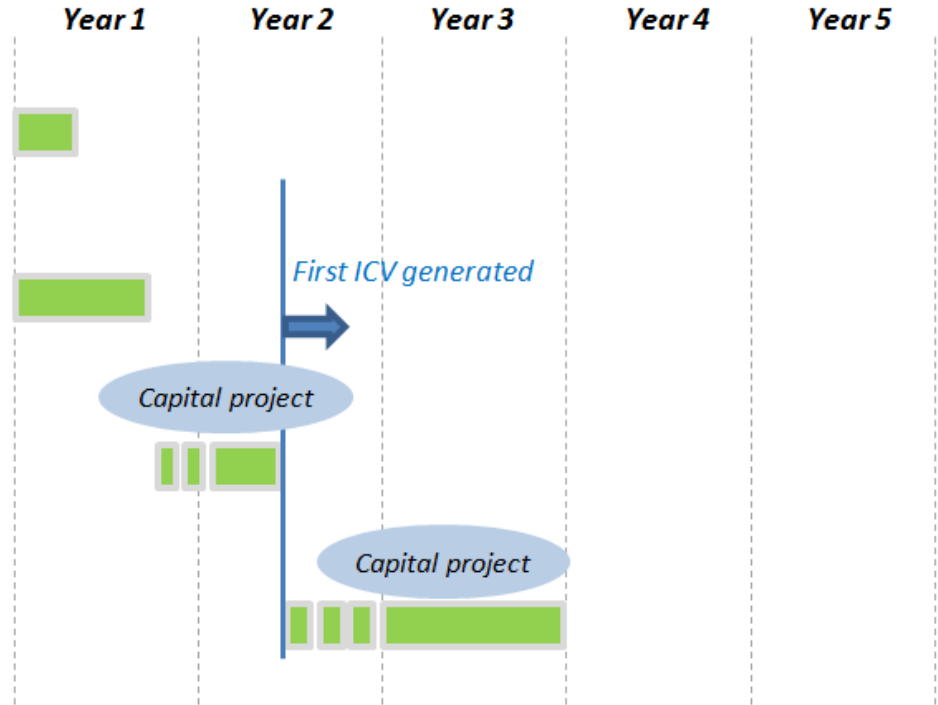 Year 1 Year 2 Year 3 Year 4 Year 5
First ICV generated
Capital project
Capital project